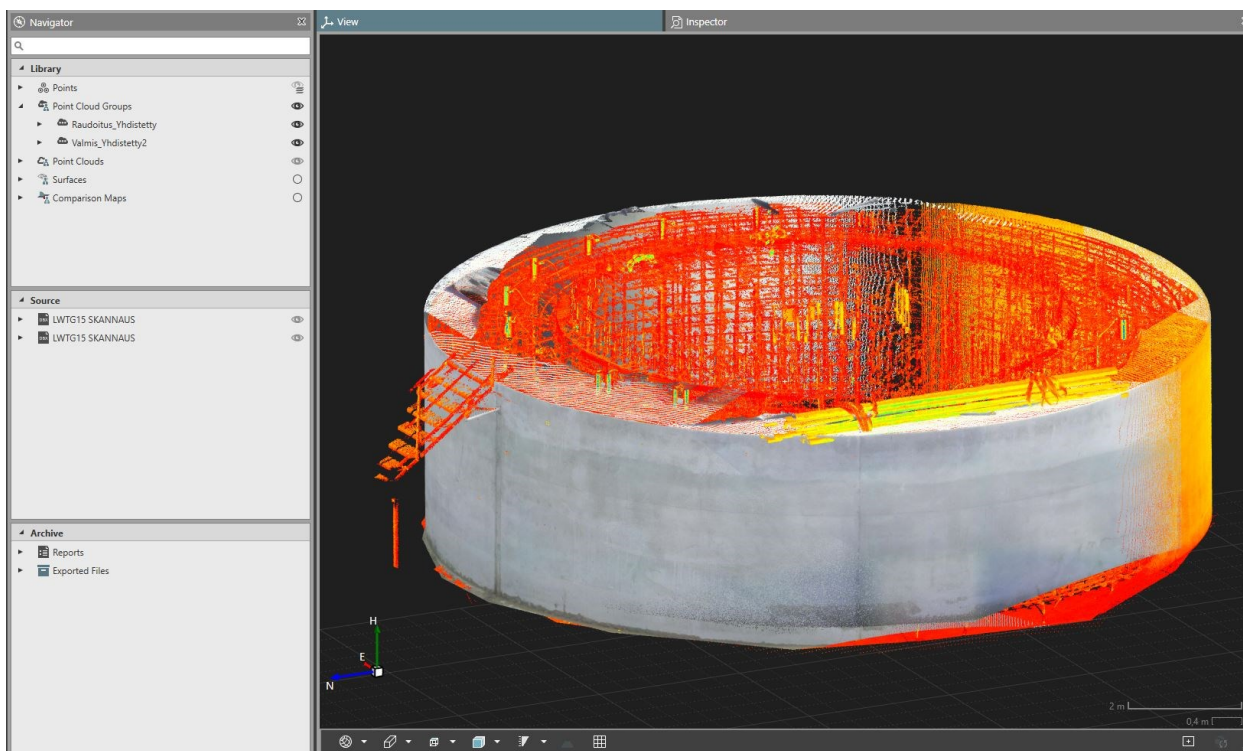 Navigator
Library
Points
Point Cloud Groups
Raudoitus_Yhdistetty
Valmis_Yhdistetty2
Point Clouds
Surfaces
Comparison Maps
Source
LWTG15 SKANNAUS
LWTG15 SKANNAUS
Archive
Reports
Exported Files
View
Inspector
H
E
N
2 m
0,4 m